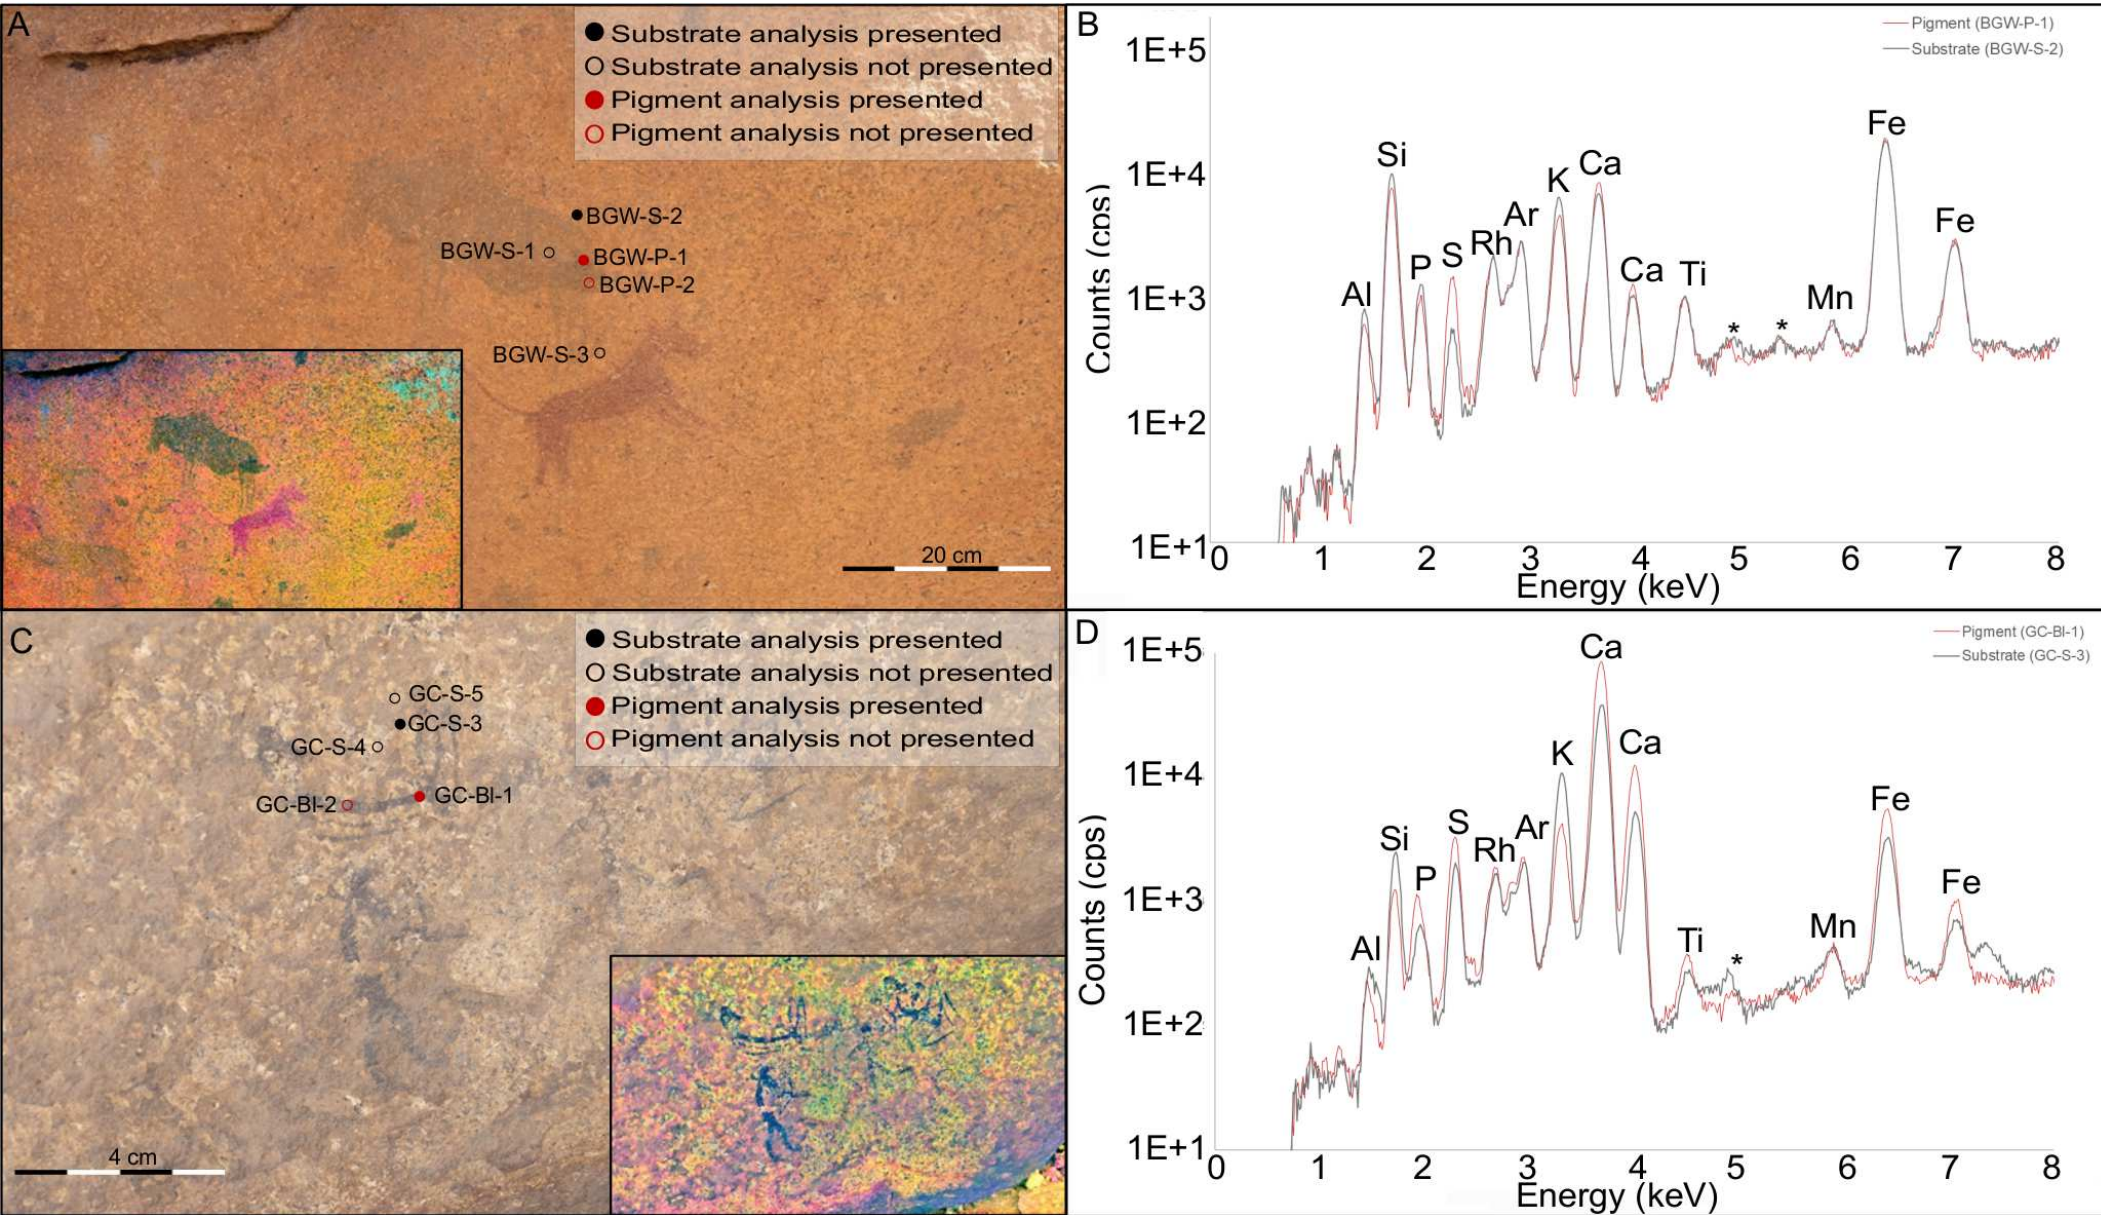 A
● Substrate analysis presented
○ Substrate analysis not presented
● Pigment analysis presented
○ Pigment analysis not presented
BGW-S-2
BGW-S-1
BGW-P-1
BGW-P-2
BGW-S-3
20 cm
B
Pigment (BGW-P-1)
Substrate (BGW-S-2)
1E+5
1E+4
1E+3
1E+2
1E+1
Counts (cps)
Al
Si
P
S
Rh
Ar
K
Ca
Ca
Ti
*
*
Mn
Fe
Fe
0 1 2 3 4 5 6 7 8
Energy (keV)
C
● Substrate analysis presented
○ Substrate analysis not presented
● Pigment analysis presented
○ Pigment analysis not presented
GC-S-5
GC-S-3
GC-S-4
GC-Bl-2
GC-Bl-1
4 cm
D
Pigment (GC-Bl-1)
Substrate (GC-S-3)
1E+5
1E+4
1E+3
1E+2
1E+1
Counts (cps)
Al
Si
P
S
Rh
Ar
K
Ca
Ca
Ti
*
Mn
Fe
Fe
0 1 2 3 4 5 6 7 8
Energy (keV)